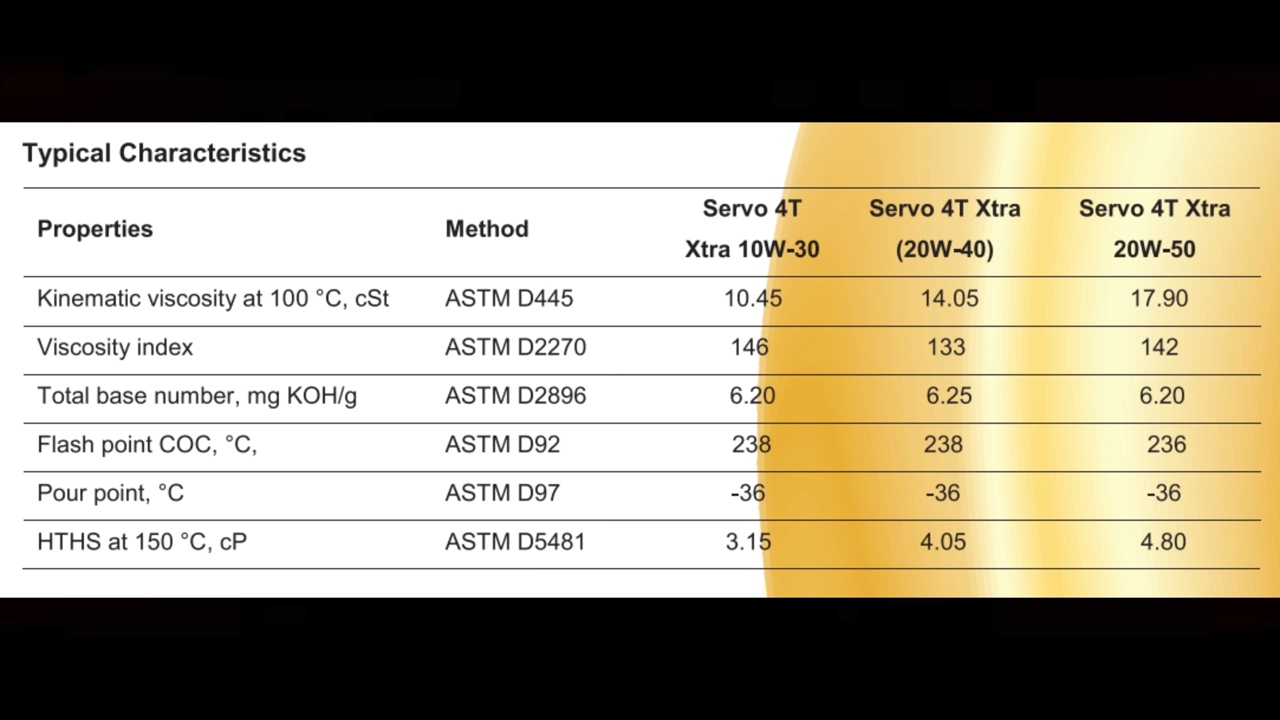 Typical Characteristics
Properties Method Servo 4T Xtra 10W-30 Servo 4T Xtra (20W-40) Servo 4T Xtra 20W-50
Kinematic viscosity at 100 °C, cSt ASTM D445 10.45 14.05 17.90
Viscosity index ASTM D2270 146 133 142
Total base number, mg KOH/g ASTM D2896 6.20 6.25 6.20
Flash point COC, °C, ASTM D92 238 238 236
Pour point, °C ASTM D97 -36 -36 -36
HTHS at 150 °C, cP ASTM D5481 3.15 4.05 4.80